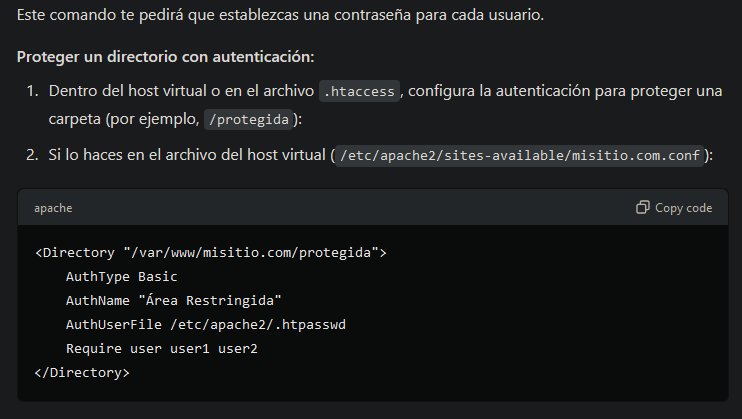 Este comando te pedirá que establezcas una contraseña para cada usuario.
Proteger un directorio con autenticación:
1. Dentro del host virtual o en el archivo .htaccess, configura la autenticación para proteger una
carpeta (por ejemplo, /protegida):
2. Si lo haces en el archivo del host virtual (/etc/apache2/sites-available/misitio.com.conf):
apache Copy code
<Directory "/var/www/misitio.com/protegida">
    AuthType Basic
    AuthName "Área Restringida"
    AuthUserFile /etc/apache2/.htpasswd
    Require user user1 user2
</Directory>